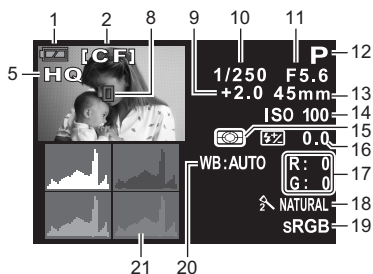 1 2 8 10 11
[CF] P 12
5 HQ 9 1/250 F5.6
+2.0 45mm 13
ISO 100 14
15
0.0 16
WB:AUTO R: 0 17
G: 0
2 NATURAL 18
sRGB 19
21 20